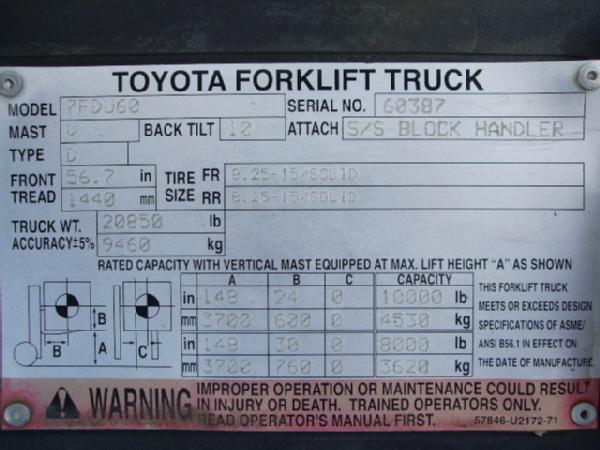 TOYOTA FORKLIFT TRUCK
MODEL 7FDJ60 SERIAL NO. 60387
MAST V BACK TILT 10 ATTACH S/S BLOCK HANDLER
TYPE D
FRONT TREAD 56.7 in 1440 mm
TIRE SIZE FR 8.25-15/SOLID
RR 8.25-15/SOLID
TRUCK WT. 20850 lb
ACCURACY±5% 9460 kg
RATED CAPACITY WITH VERTICAL MAST EQUIPPED AT MAX. LIFT HEIGHT "A" AS SHOWN
A B C CAPACITY
in 148 24 0 10000 lb
mm 3700 600 0 4530 kg
in 148 30 0 8000 lb
mm 3700 760 0 3620 kg
B
B A C
THIS FORKLIFT TRUCK
MEETS OR EXCEEDS DESIGN
SPECIFICATIONS OF ASME/
ANSI B56.1 IN EFFECT ON
THE DATE OF MANUFACTURE.
WARNING
IMPROPER OPERATION OR MAINTENANCE COULD RESULT
IN INJURY OR DEATH. TRAINED OPERATORS ONLY.
READ OPERATOR'S MANUAL FIRST.
57846-U2172-71